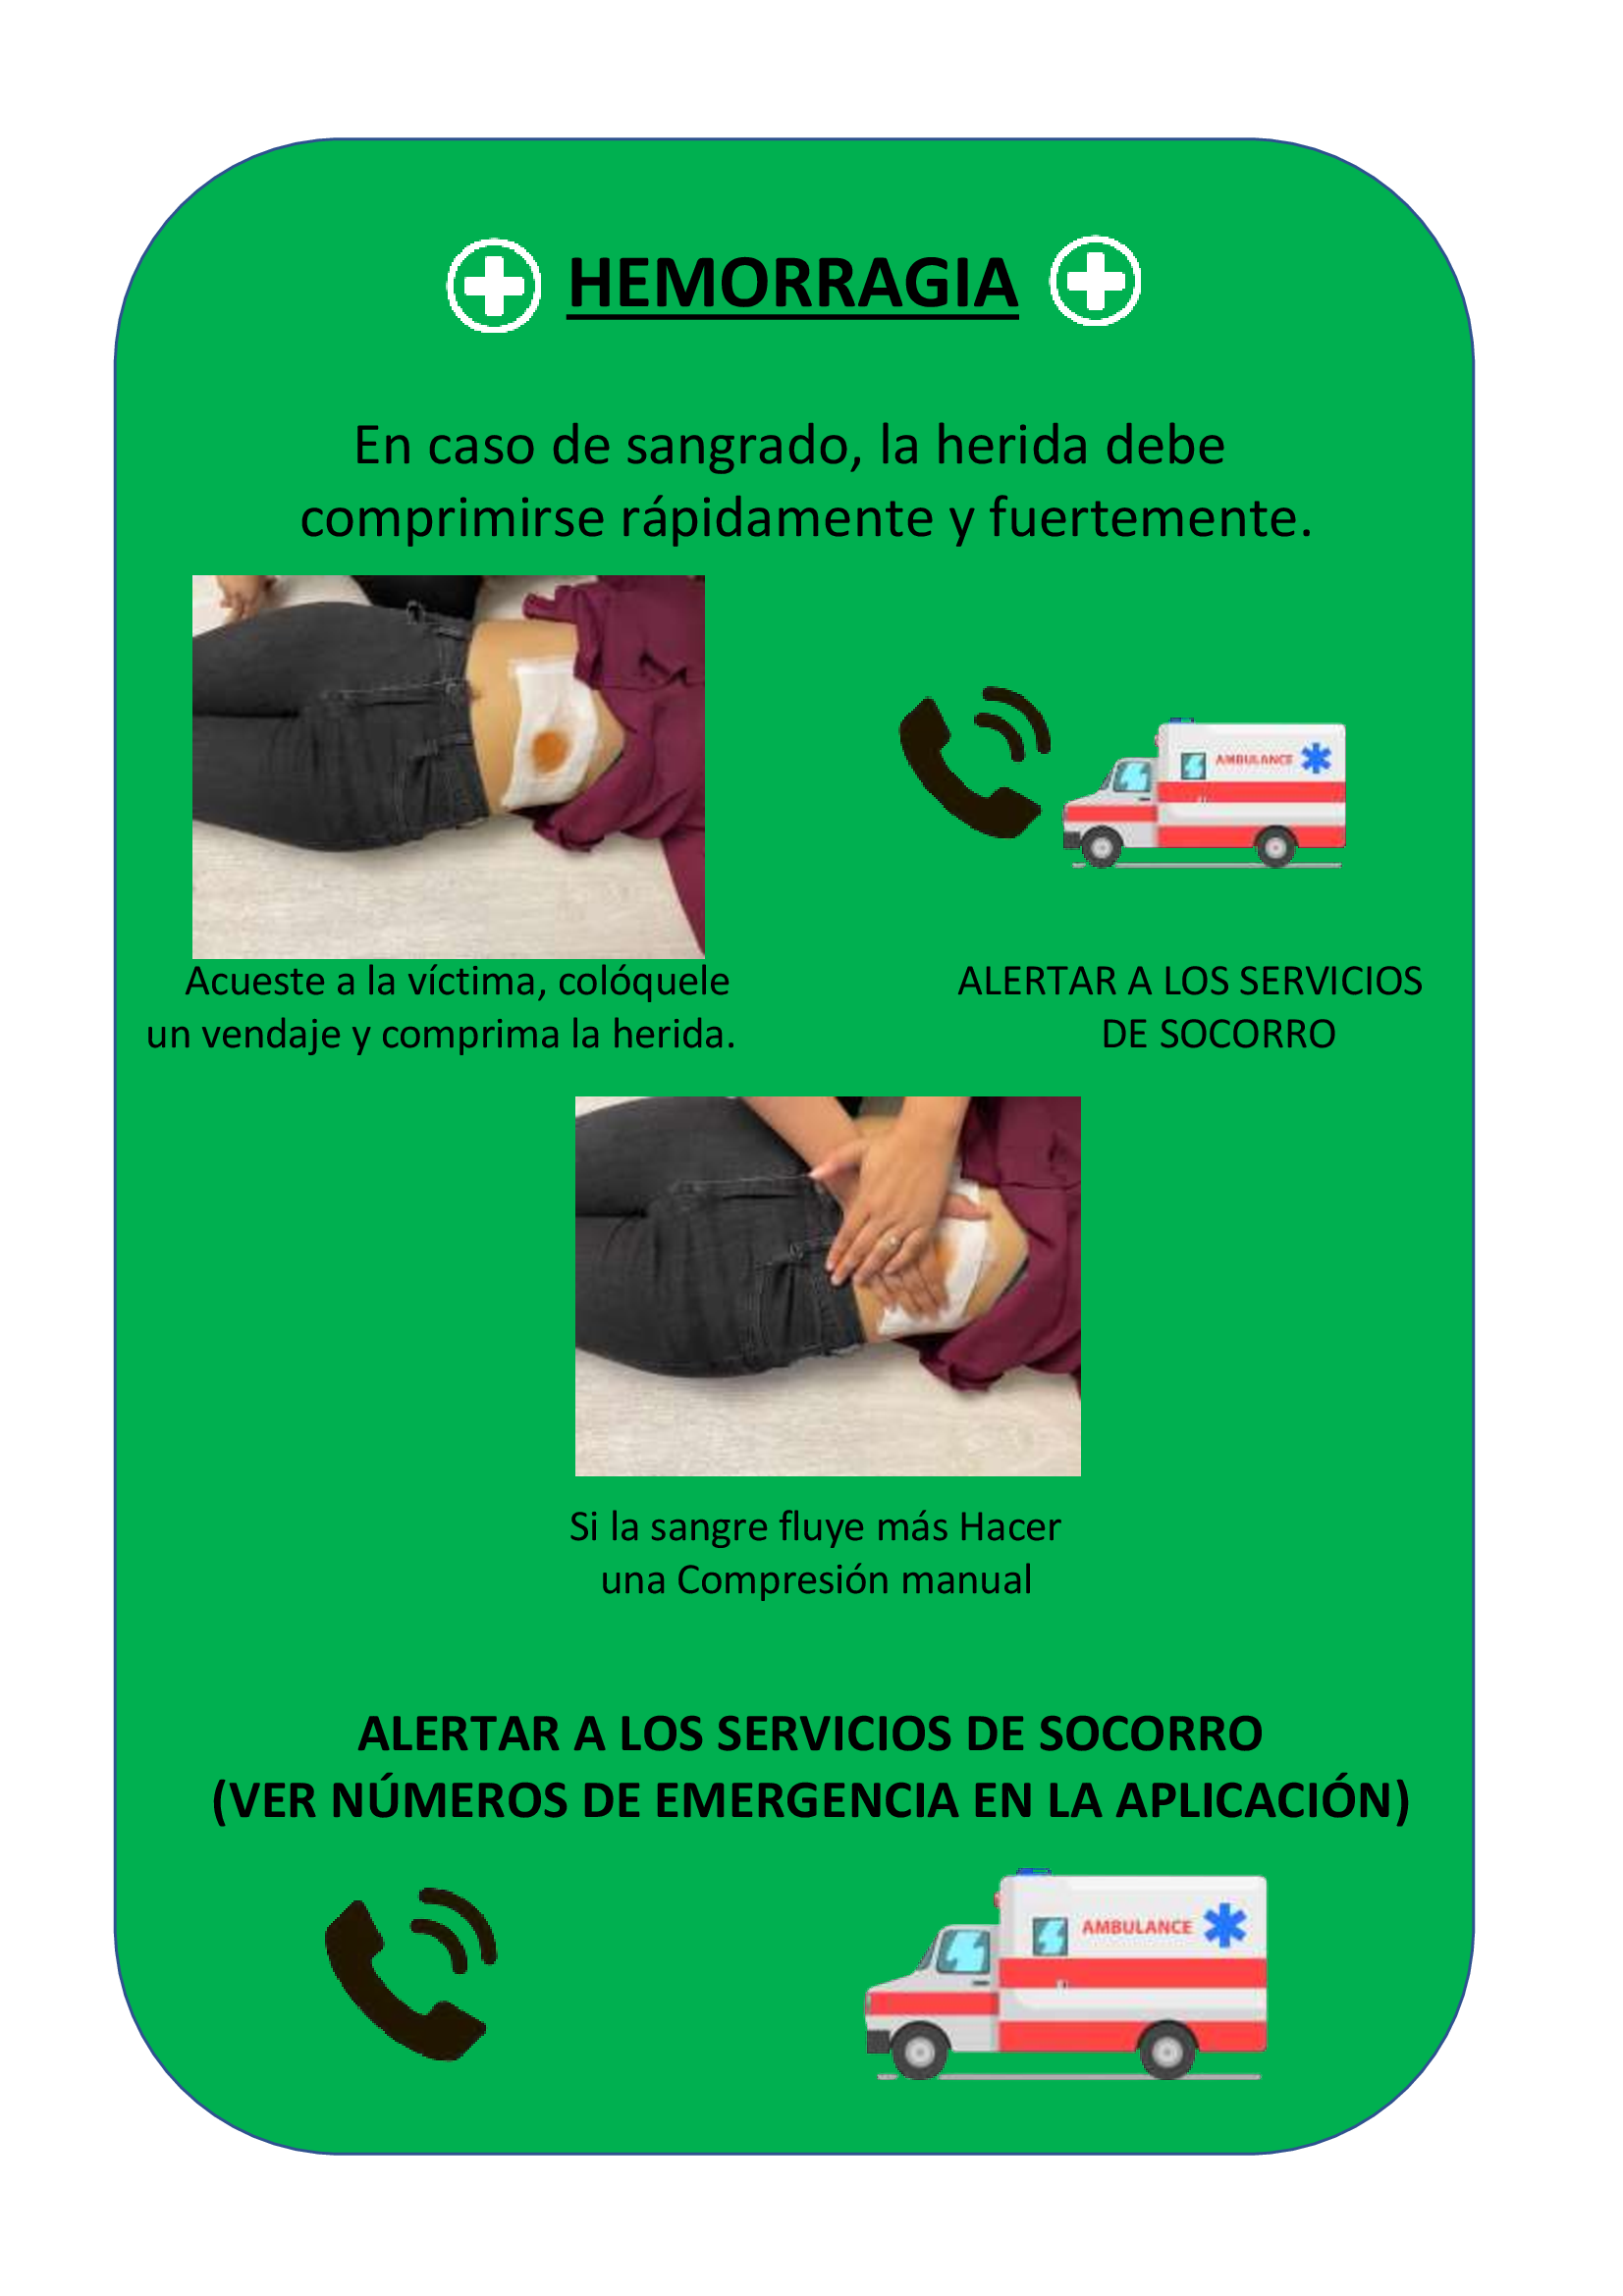 HEMORRAGIA
En caso de sangrado, la herida debe
comprimirse rápidamente y fuertemente.
AMBULANCE
Acueste a la víctima, colóquele
un vendaje y comprima la herida.
ALERTAR A LOS SERVICIOS
DE SOCORRO
Si la sangre fluye más Hacer
una Compresión manual
ALERTAR A LOS SERVICIOS DE SOCORRO
(VER NÚMEROS DE EMERGENCIA EN LA APLICACIÓN)
AMBULANCE